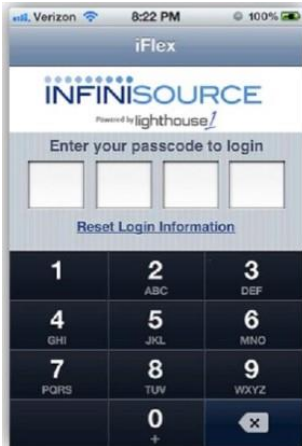 Verizon 8:22 PM 100%
iFlex
INFINISOURCE
Powered by lighthouse1
Enter your passcode to login
Reset Login Information
1 2 3
ABC DEF
4 5 6
GHI JKL MNO
7 8 9
PQRS TUV WXYZ
0
+